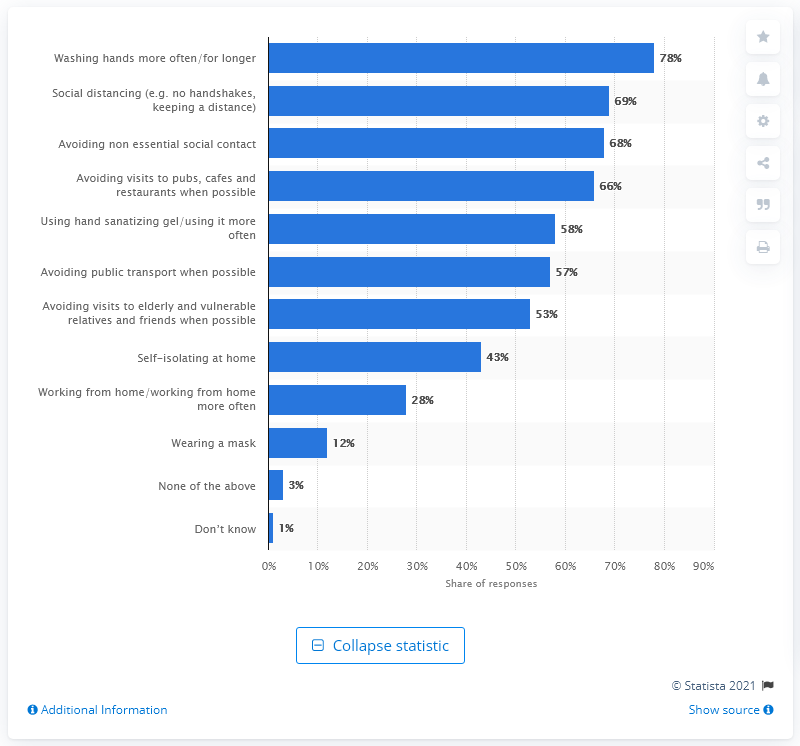 Washing hands more often/for longer
78%
Social distancing (e.g. no handshakes,
keeping a distance)
69%
Avoiding non essential social contact
68%
Avoiding visits to pubs, cafes and
restaurants when possible
66%
Using hand sanatizing gel/using it more
often
58%
Avoiding public transport when possible
57%
Avoiding visits to elderly and vulnerable
relatives and friends when possible
53%
Self-isolating at home
43%
Working from home/working from home
more often
28%
Wearing a mask
12%
None of the above
3%
Don't know
1%
0% 10% 20% 30% 40% 50% 60% 70% 80% 90%
Share of responses
Collapse statistic
© Statista 2021
Additional Information
Show source